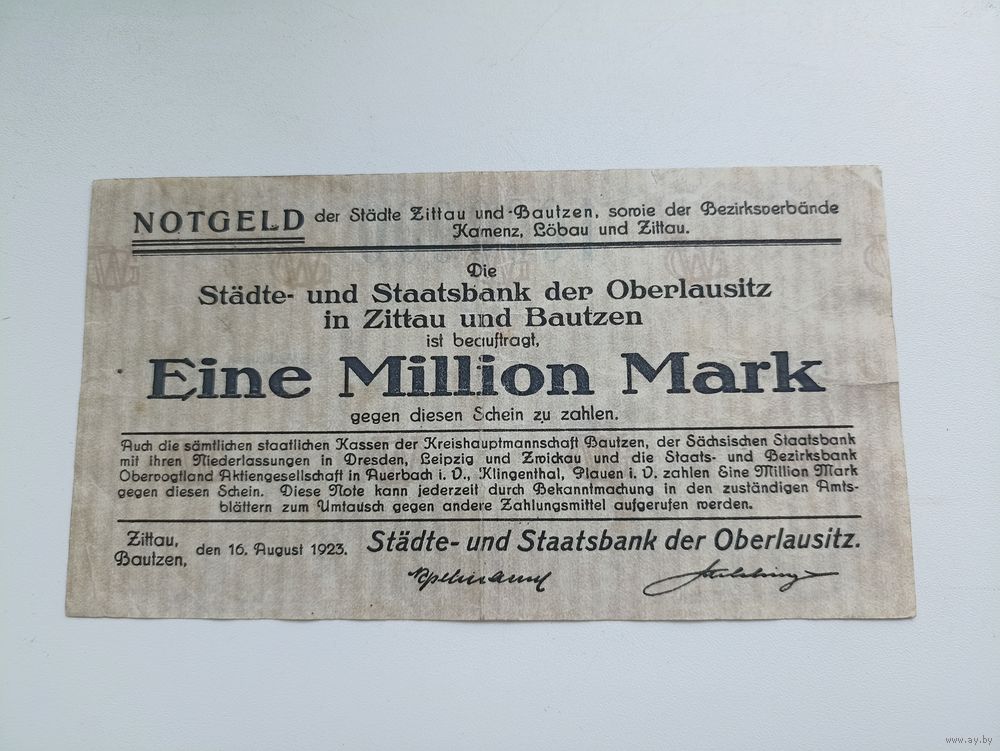 NOTGELD der Städte Zittau und Bautzen, sowie der Bezirksverbände
Kamenz, Löbau und Zittau.
Die
Städte- und Staatsbank der Oberlausitz
in Zittau und Bautzen
ist beauftragt,
Eine Million Mark
gegen diesen Schein zu zahlen.
Auch die sämtlichen staatlichen Kassen der Kreishauptmannschaft Bautzen, der Sächsischen Staatsbank
mit ihren Niederlassungen in Dresden, Leipzig und Zwickau und die Staats- und Bezirksbank
Obervogtland Aktiengesellschaft in Auerbach i. V., Klingenthal, Plauen i. V. zahlen Eine Million Mark
gegen diesen Schein. Diese Note kann jederzeit durch Bekanntmachung in den zuständigen Amts-
blättern zum Umtausch gegen andere Zahlungsmittel aufgerufen werden.
Zittau,
Bautzen, den 16. August 1923. Städte- und Staatsbank der Oberlausitz.
www.ay.by